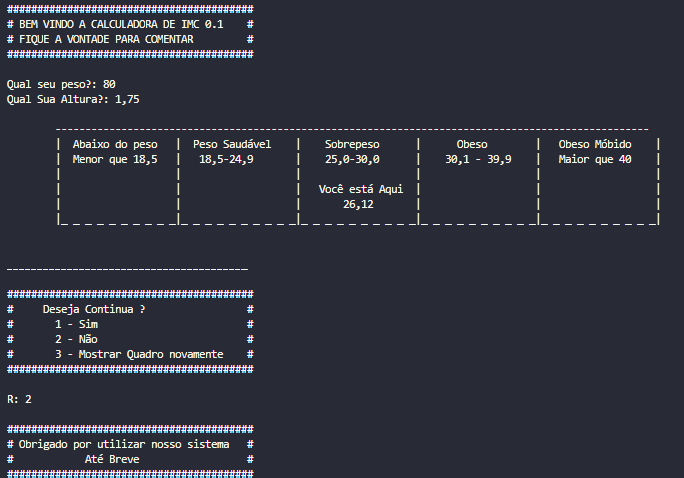 #########################################
# BEM VINDO A CALCULADORA DE IMC 0.1    #
# FIQUE A VONTADE PARA COMENTAR         #
#########################################
Qual seu peso?: 80
Qual Sua Altura?: 1,75
| Abaixo do peso | Peso Saudável | Sobrepeso | Obeso | Obeso Móbido |
| Menor que 18,5 | 18,5-24,9 | 25,0-30,0 | 30,1 - 39,9 | Maior que 40 |
| | | | | |
| | | Você está Aqui | | |
| | | 26,12 | | |
|_ _ _ _ _ _ _ _ _ _|_ _ _ _ _ _ _ _ _ _|_ _ _ _ _ _ _ _ _ _|_ _ _ _ _ _ _ _ _ _|_ _ _ _ _ _ _ _ _ _|
________________________________________
#########################################
#     Deseja Continua ?                 #
#       1 - Sim                         #
#       2 - Não                         #
#       3 - Mostrar Quadro novamente    #
#########################################
R: 2
#########################################
# Obrigado por utilizar nosso sistema   #
#            Até Breve                  #
#########################################